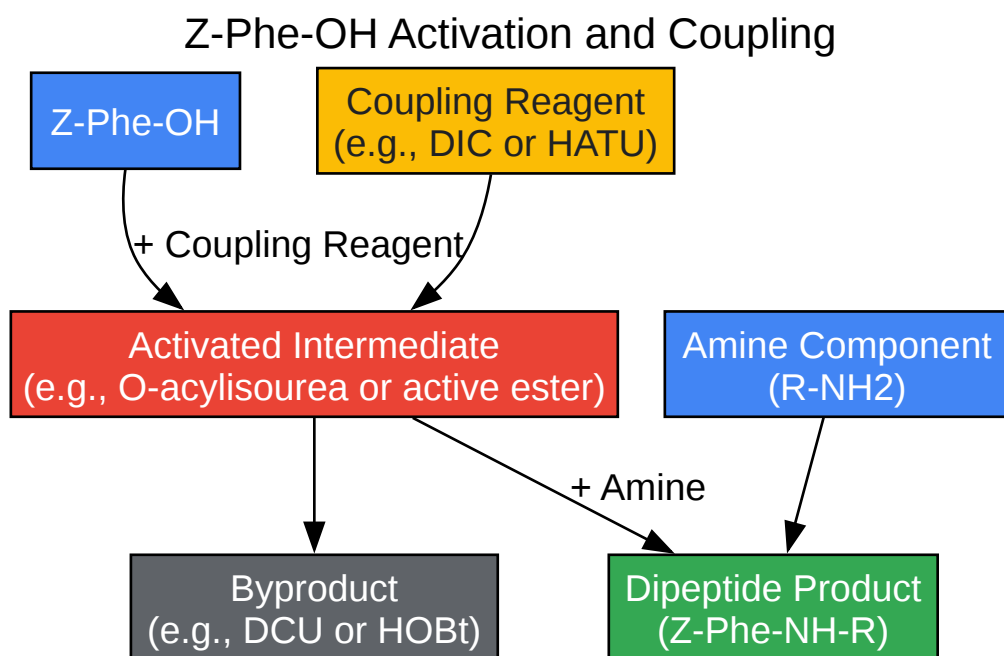 Z-Phe-OH Activation and Coupling
Z-Phe-OH
Coupling Reagent
(e.g., DIC or HATU)
+ Coupling Reagent
Activated Intermediate
(e.g., O-acylisourea or active ester)
Amine Component
(R-NH2)
+ Amine
Byproduct
(e.g., DCU or HOBt)
Dipeptide Product
(Z-Phe-NH-R)